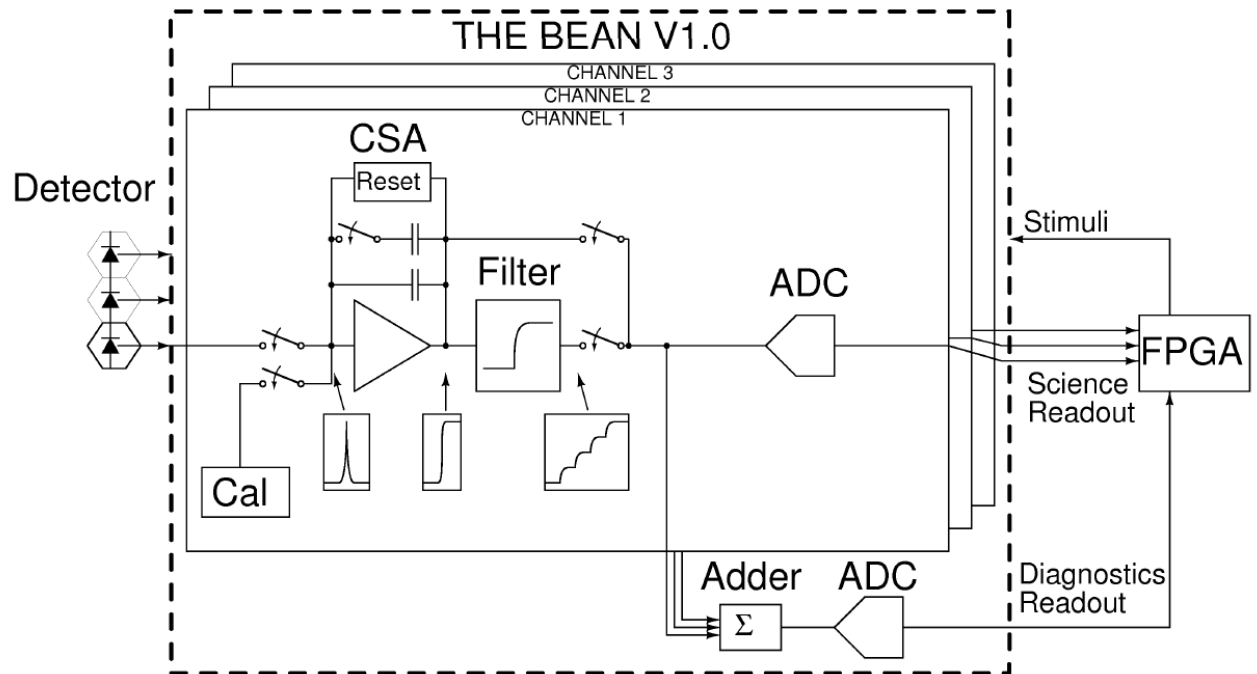 THE BEAN V1.0
CHANNEL 3
CHANNEL 2
CHANNEL 1
CSA
Reset
Detector
Stimuli
Filter
ADC
FPGA
Science
Readout
Cal
Adder
ADC
Diagnostics
Readout
Σ